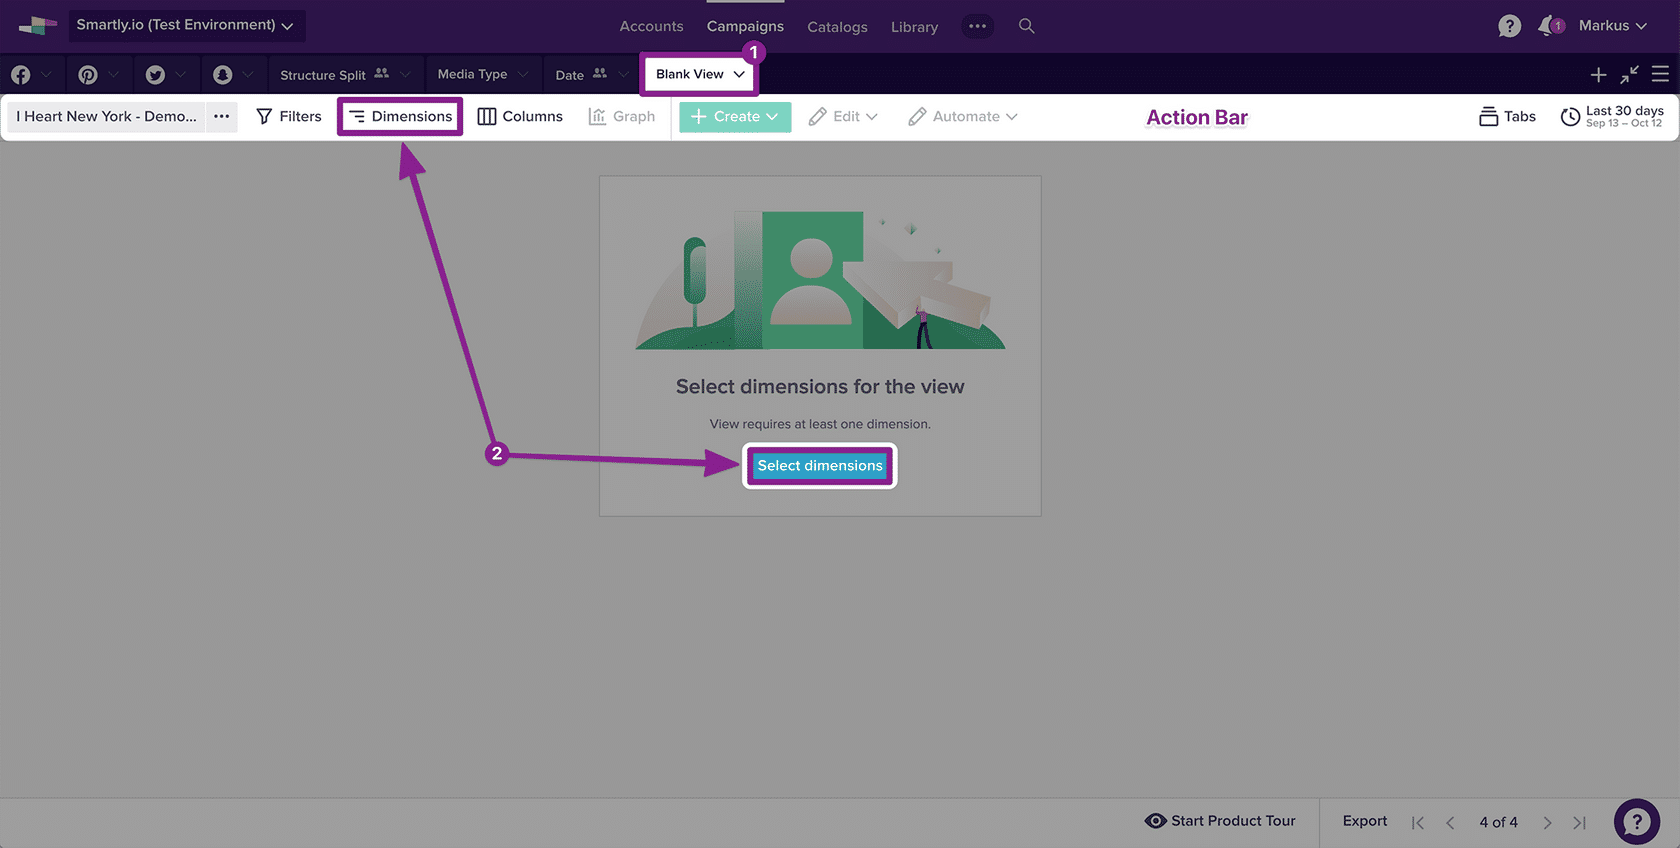 Smartly.io (Test Environment)
Accounts
Campaigns
Catalogs
Library
1
Markus
Structure Split
Media Type
Date
Blank View
1
I Heart New York - Demo...
Filters
Dimensions
Columns
Graph
Create
Edit
Automate
Action Bar
Tabs
Last 30 days
Sep 13 – Oct 12
Select dimensions for the view
View requires at least one dimension.
2
Select dimensions
Start Product Tour
Export
4 of 4